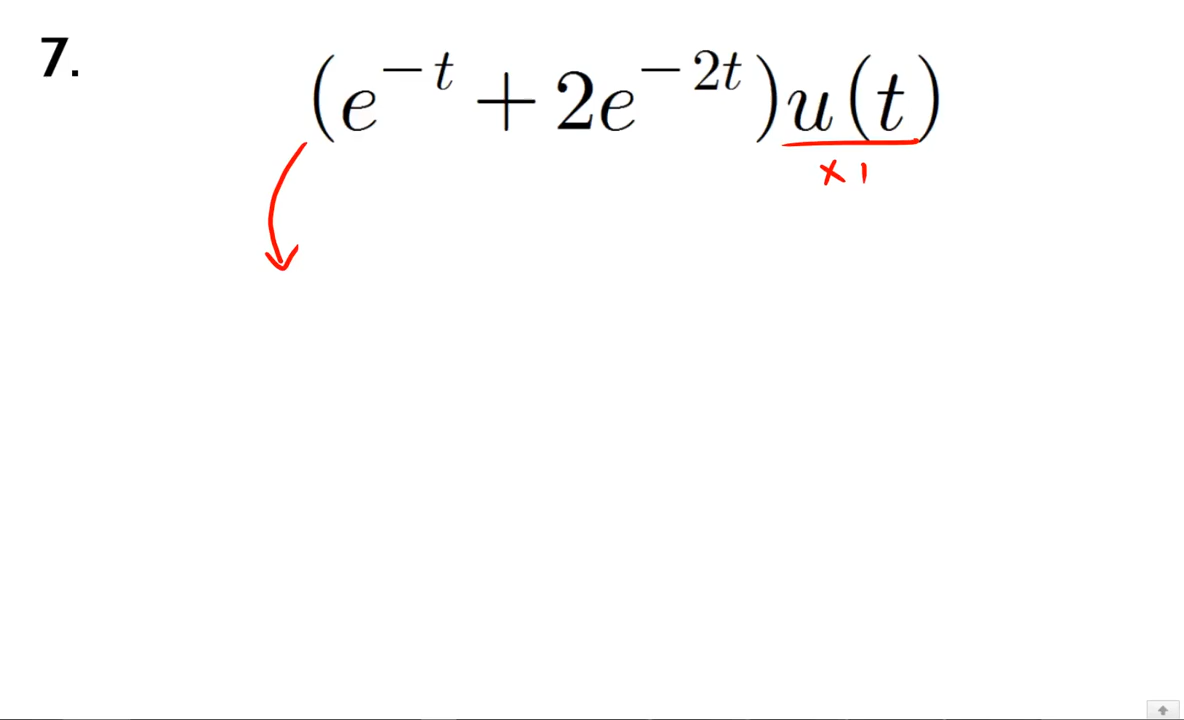 7. (e^{-t} + 2e^{-2t})u(t)
x 1